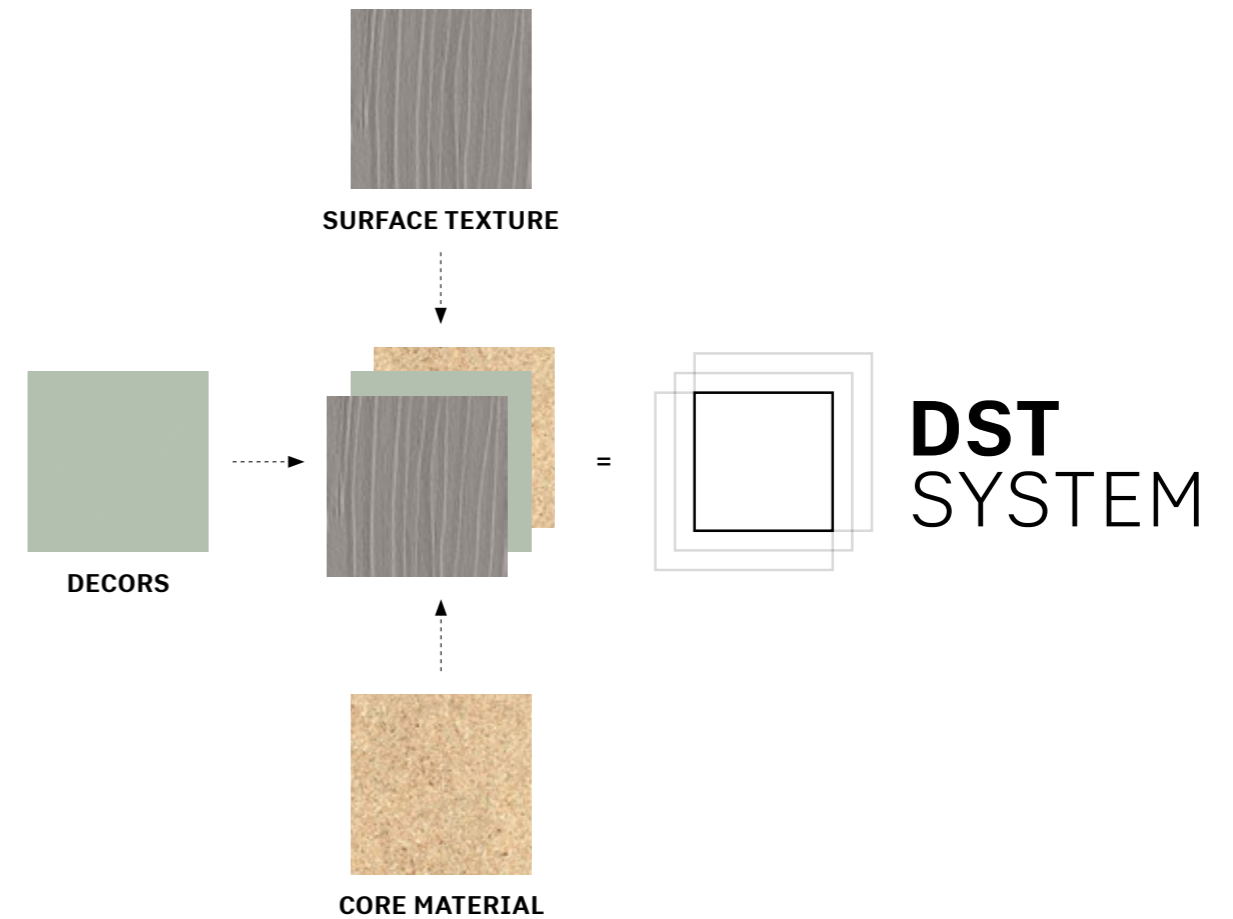 SURFACE TEXTURE
DECORS
=
DST
SYSTEM
CORE MATERIAL